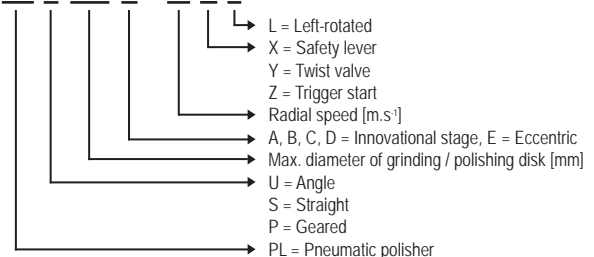 L = Left-rotated
X = Safety lever
Y = Twist valve
Z = Trigger start
Radial speed [m.s-1]
A, B, C, D = Innovational stage, E = Eccentric
Max. diameter of grinding / polishing disk [mm]
U = Angle
S = Straight
P = Geared
PL = Pneumatic polisher